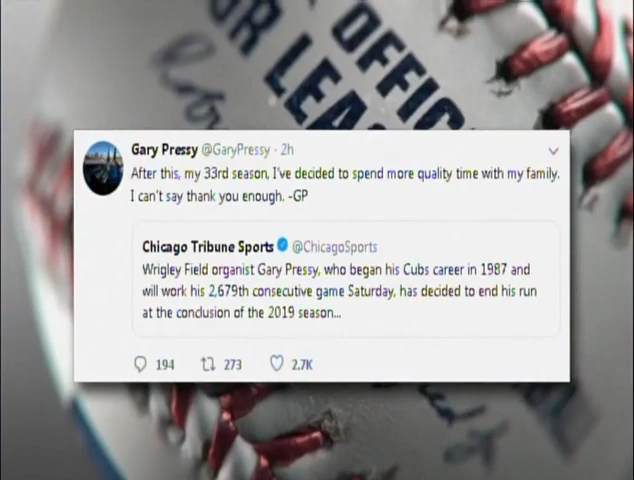 OFFIC
OR LEA
Gary Pressy @GaryPressy · 2h
After this, my 33rd season, I've decided to spend more quality time with my family.
I can't say thank you enough. -GP
Chicago Tribune Sports @ChicagoSports
Wrigley Field organist Gary Pressy, who began his Cubs career in 1987 and
will work his 2,679th consecutive game Saturday, has decided to end his run
at the conclusion of the 2019 season...
194 273 2.7K